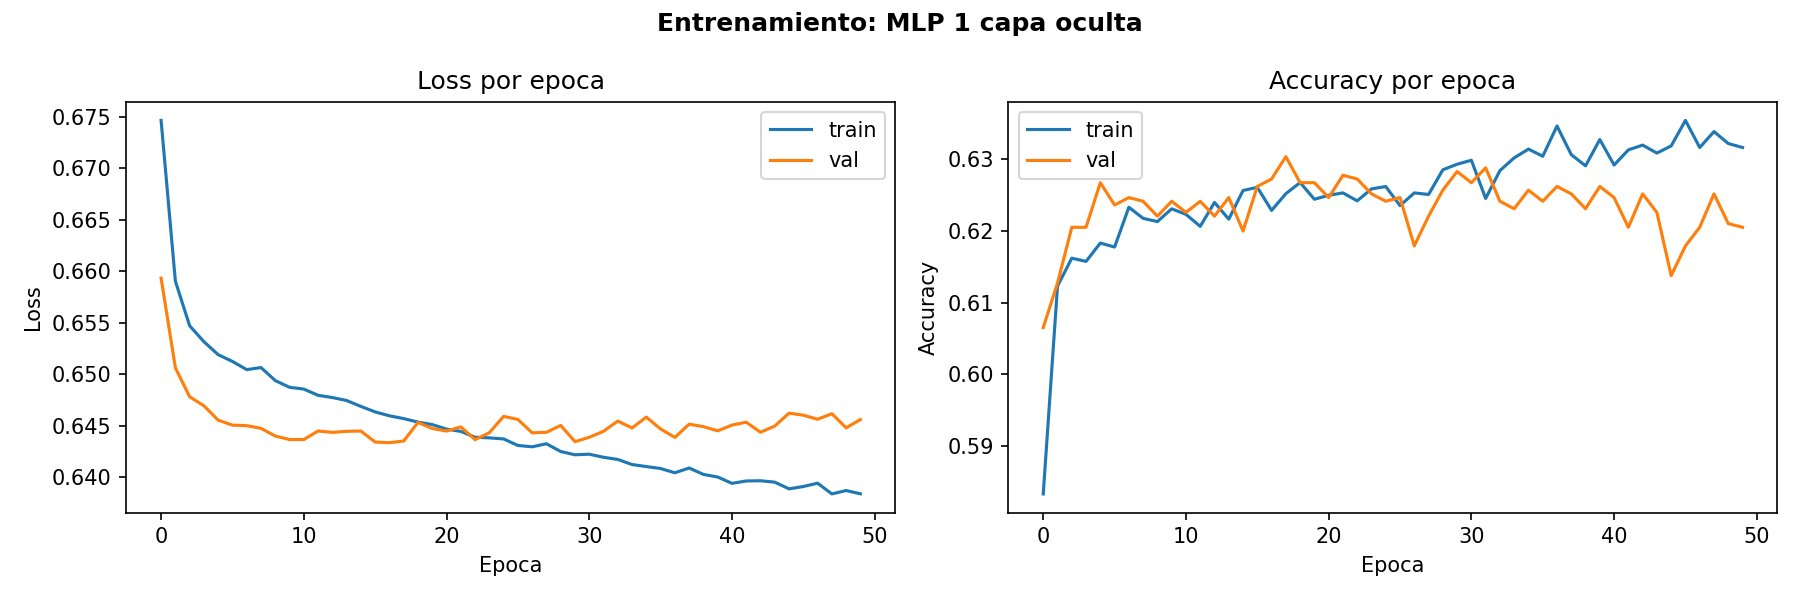 Entrenamiento: MLP 1 capa oculta
Loss por epoca
Loss
0.675
0.670
0.665
0.660
0.655
0.650
0.645
0.640
train
val
0 10 20 30 40 50
Epoca
Accuracy por epoca
Accuracy
0.63
0.62
0.61
0.60
0.59
train
val
0 10 20 30 40 50
Epoca